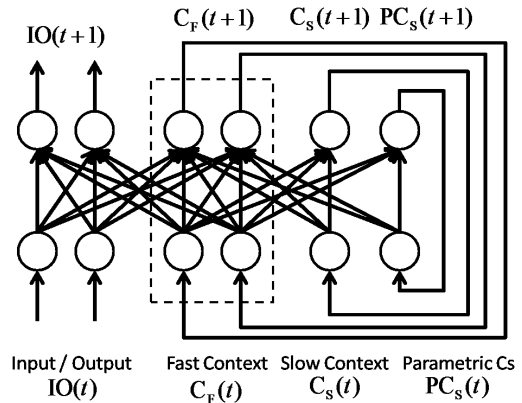 IO(t+1) C_F(t+1) C_S(t+1) PC_S(t+1)
Input / Output Fast Context Slow Context Parametric Cs
IO(t) C_F(t) C_S(t) PC_S(t)